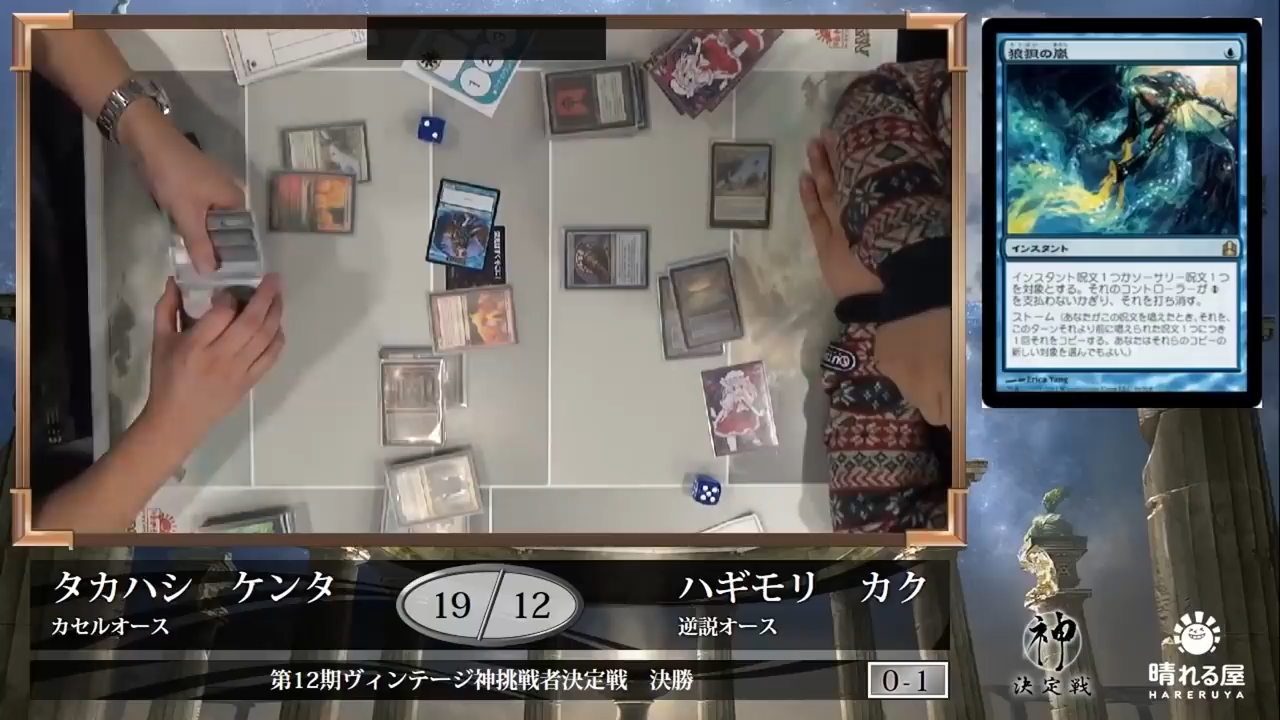 狼狽の嵐
インスタント
インスタント呪文1つかソーサリー呪文1つ
を対象とする。それのコントローラーが
を支払わないかぎり、それを打ち消す。
ストーム(あなたがこの呪文を唱えたとき、それを、
このターンそれより前に唱えられた呪文1つにつき
1回それをコピーする。あなたはそれらのコピーの
新しい対象を選んでもよい。)
Erica Yang
タカハシ ケンタ
カセルオース
19/12
ハギモリ カク
逆説オース
第12期ヴィンテージ神挑戦者決定戦 決勝
0-1
神
決定戦
晴れる屋
HARERUYA